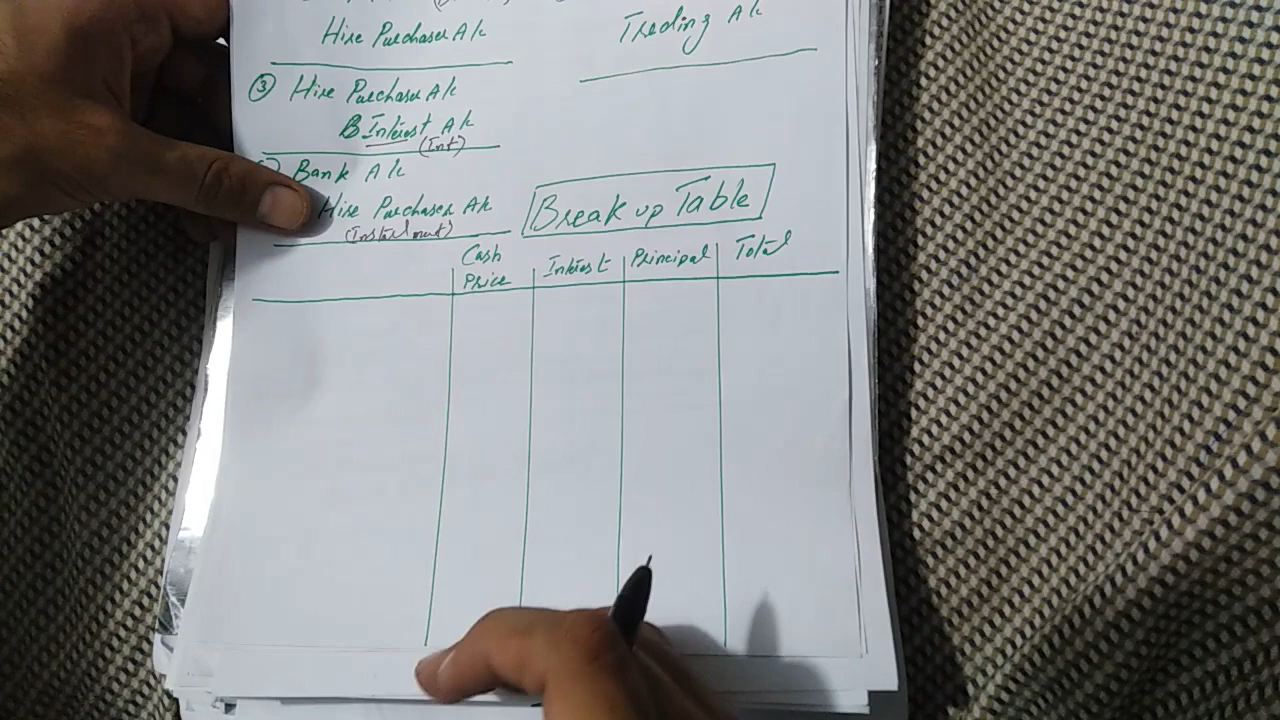 Hire Purchaser A/c
Trading A/c
③ Hire Purchaser A/c
B Interest A/c
(Int)
Bank A/c
Hire Purchaser A/c
(Instalment)
Break up Table
Cash Price
Interest
Principal
Total